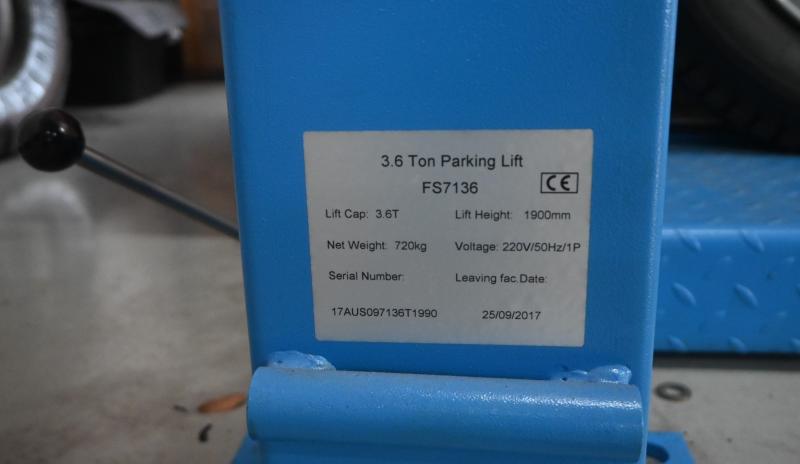 3.6 Ton Parking Lift
FS7136 CE
Lift Cap: 3.6T Lift Height: 1900mm
Net Weight: 720kg Voltage: 220V/50Hz/1P
Serial Number: Leaving fac.Date:
17AUS097136T1990 25/09/2017